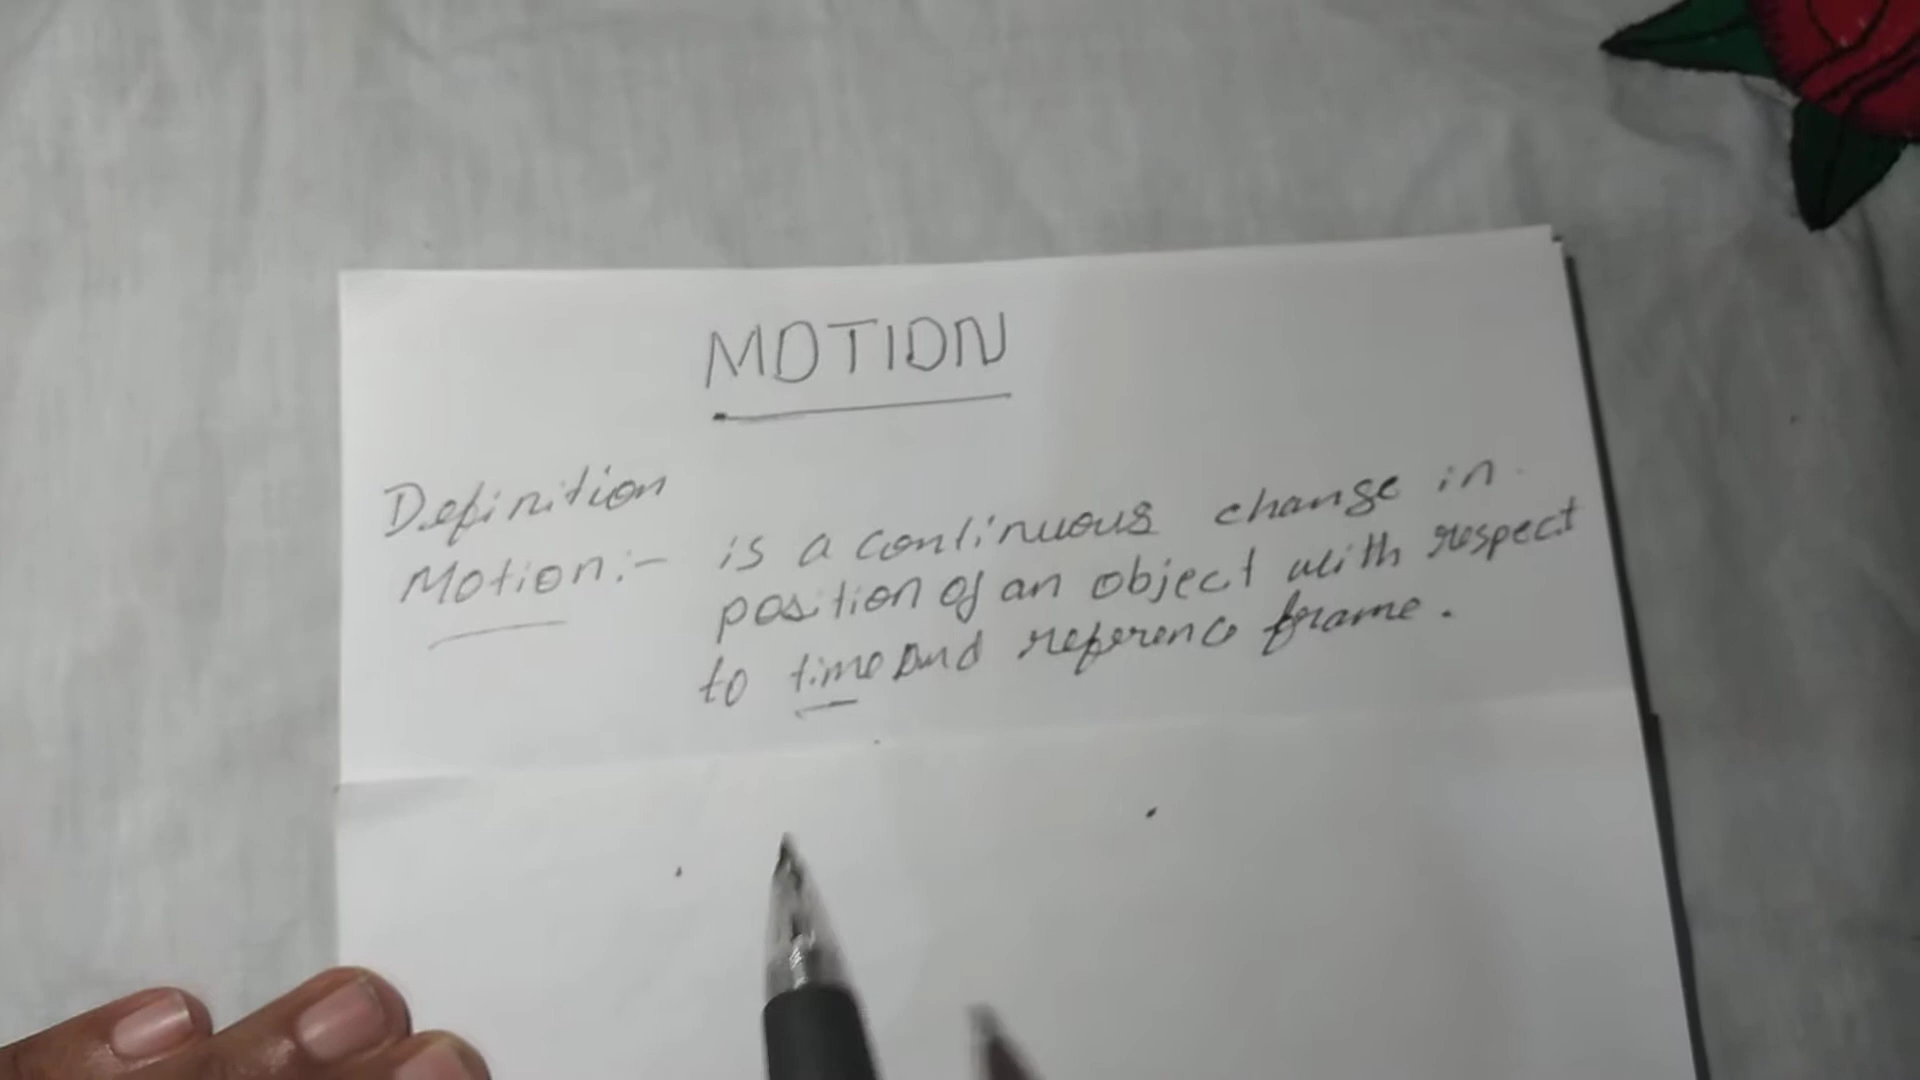 MOTION
Definition
Motion:- is a continuous change in
position of an object with respect
to time and reference frame.